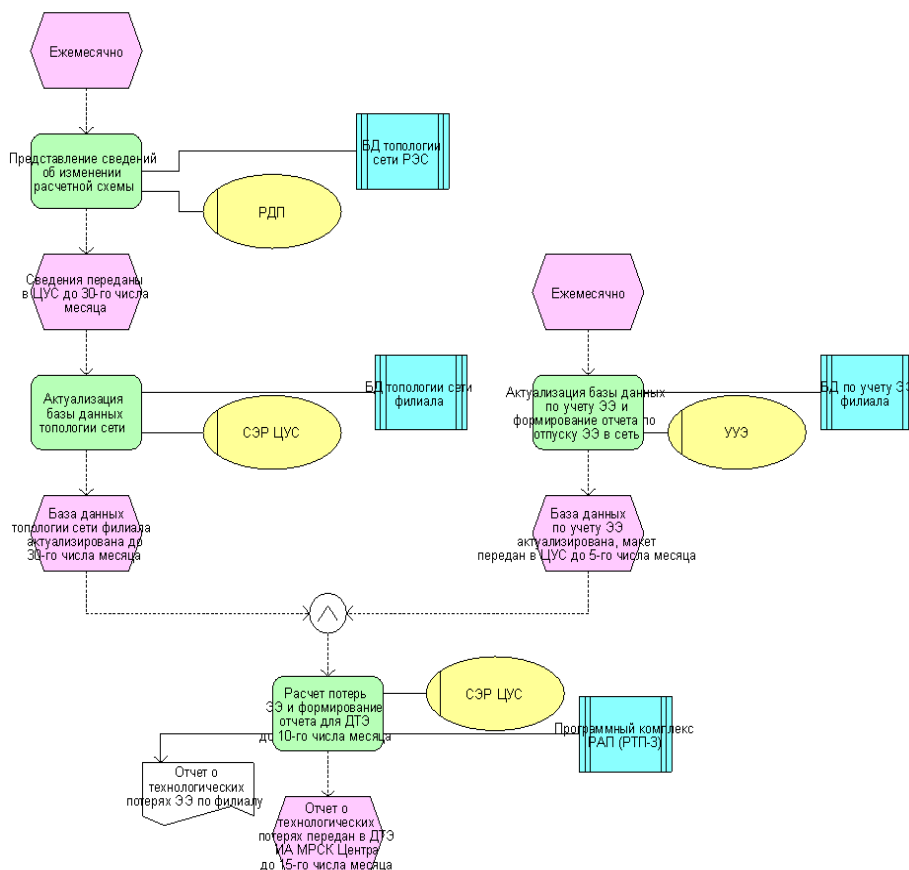 Ежемесячно
Представление сведений
об изменении
расчетной схемы
БД топологии
сети РЭС
РДП
Сведения переданы
в ЦУС до 30-го числа
месяца
Ежемесячно
Актуализация
базы данных
топологии сети
БД топологии сети
филиала
СЭР ЦУС
Актуализация базы данных
по учету ЭЭ и
формирование отчета по
отпуску ЭЭ в сеть
БД по учету ЭЭ
филиала
УУЭ
База данных
топологии сети филиала
актуализирована до
30-го числа месяца
База данных
по учету ЭЭ
актуализирована, макет
передан в ЦУС до 5-го числа месяца
Расчет потерь
ЭЭ и формирование
отчета для ДТЭ
до 10-го числа месяца
СЭР ЦУС
Программный комплекс
РАП (РТП-3)
Отчет о
технологических
потерях ЭЭ по филиалу
Отчет о
технологических
потерях передан в ДТЭ
ИА МРСК Центра
до 15-го числа месяца